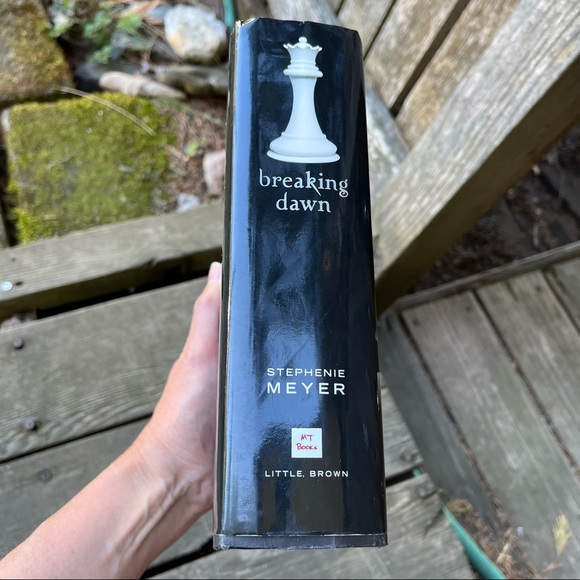 breaking
dawn
STEPHENIE
MEYER
MT
Books
LITTLE, BROWN